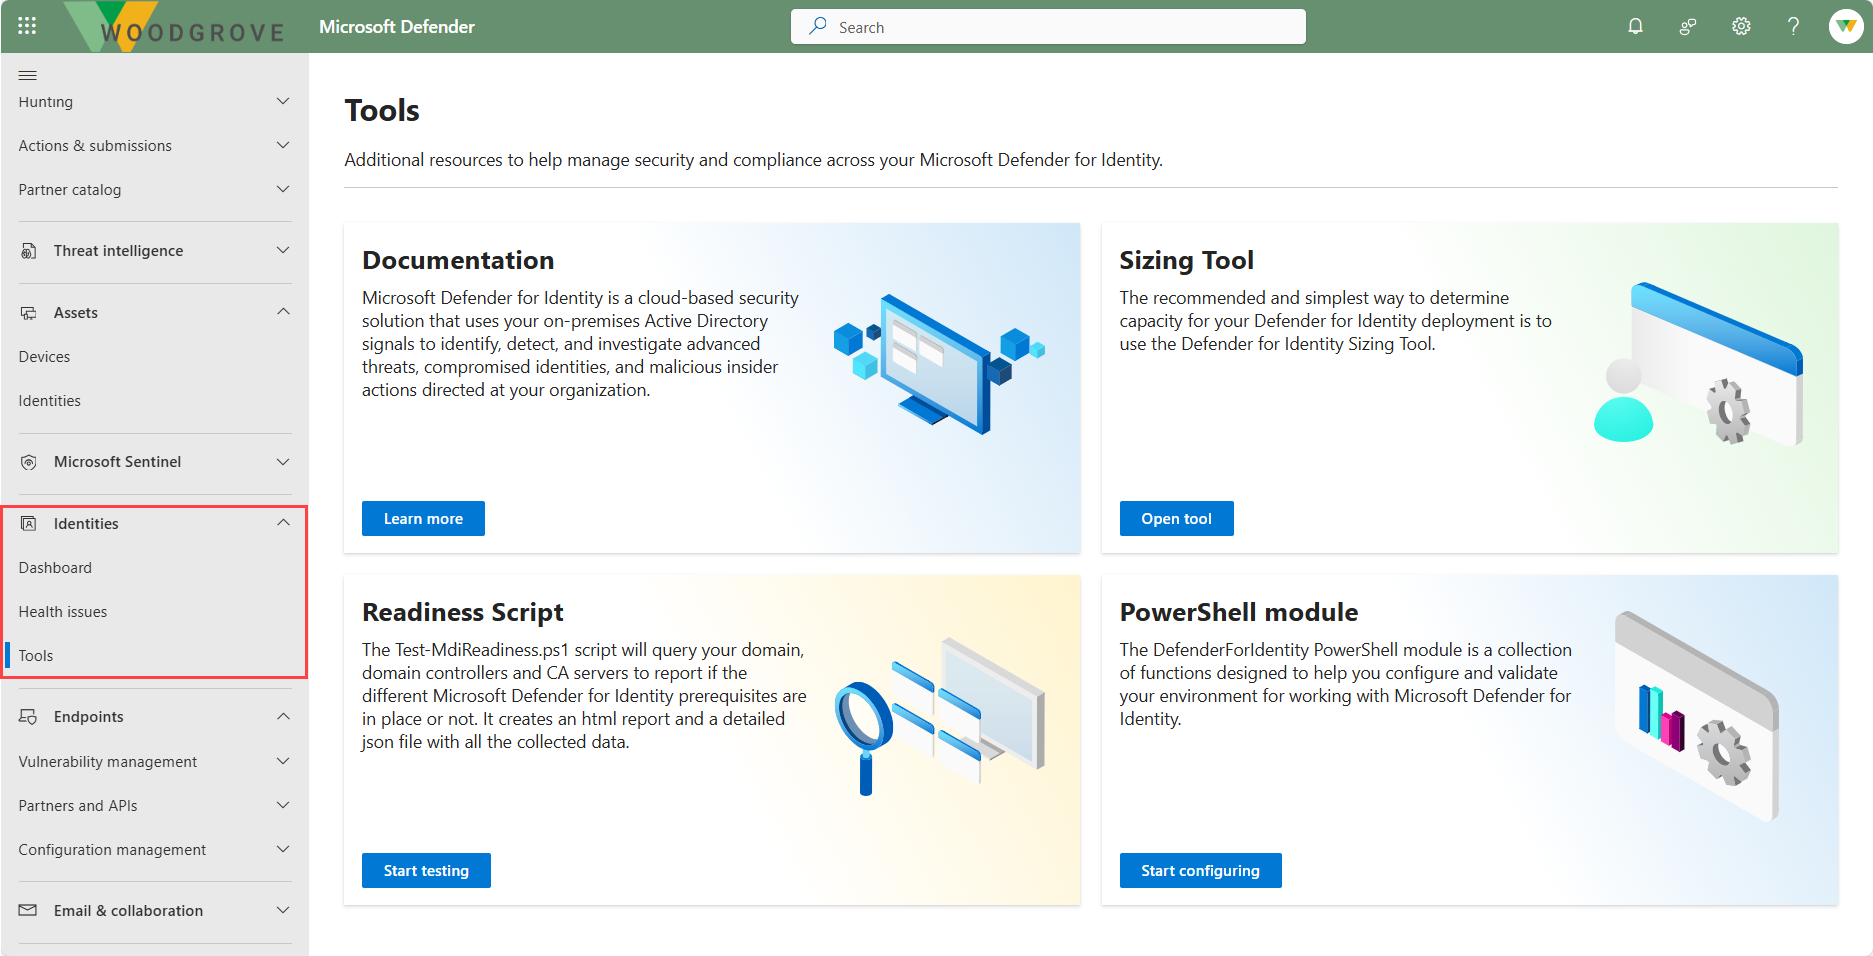 WOODGROVE
Microsoft Defender
Search
Hunting
Actions & submissions
Partner catalog
Threat intelligence
Assets
Devices
Identities
Microsoft Sentinel
Identities
Dashboard
Health issues
Tools
Endpoints
Vulnerability management
Partners and APIs
Configuration management
Email & collaboration
Tools
Additional resources to help manage security and compliance across your Microsoft Defender for Identity.
Documentation
Microsoft Defender for Identity is a cloud-based security
solution that uses your on-premises Active Directory
signals to identify, detect, and investigate advanced
threats, compromised identities, and malicious insider
actions directed at your organization.
Learn more
Sizing Tool
The recommended and simplest way to determine
capacity for your Defender for Identity deployment is to
use the Defender for Identity Sizing Tool.
Open tool
Readiness Script
The Test-MdiReadiness.ps1 script will query your domain,
domain controllers and CA servers to report if the
different Microsoft Defender for Identity prerequisites are
in place or not. It creates an html report and a detailed
json file with all the collected data.
Start testing
PowerShell module
The DefenderForIdentity PowerShell module is a collection
of functions designed to help you configure and validate
your environment for working with Microsoft Defender for
Identity.
Start configuring